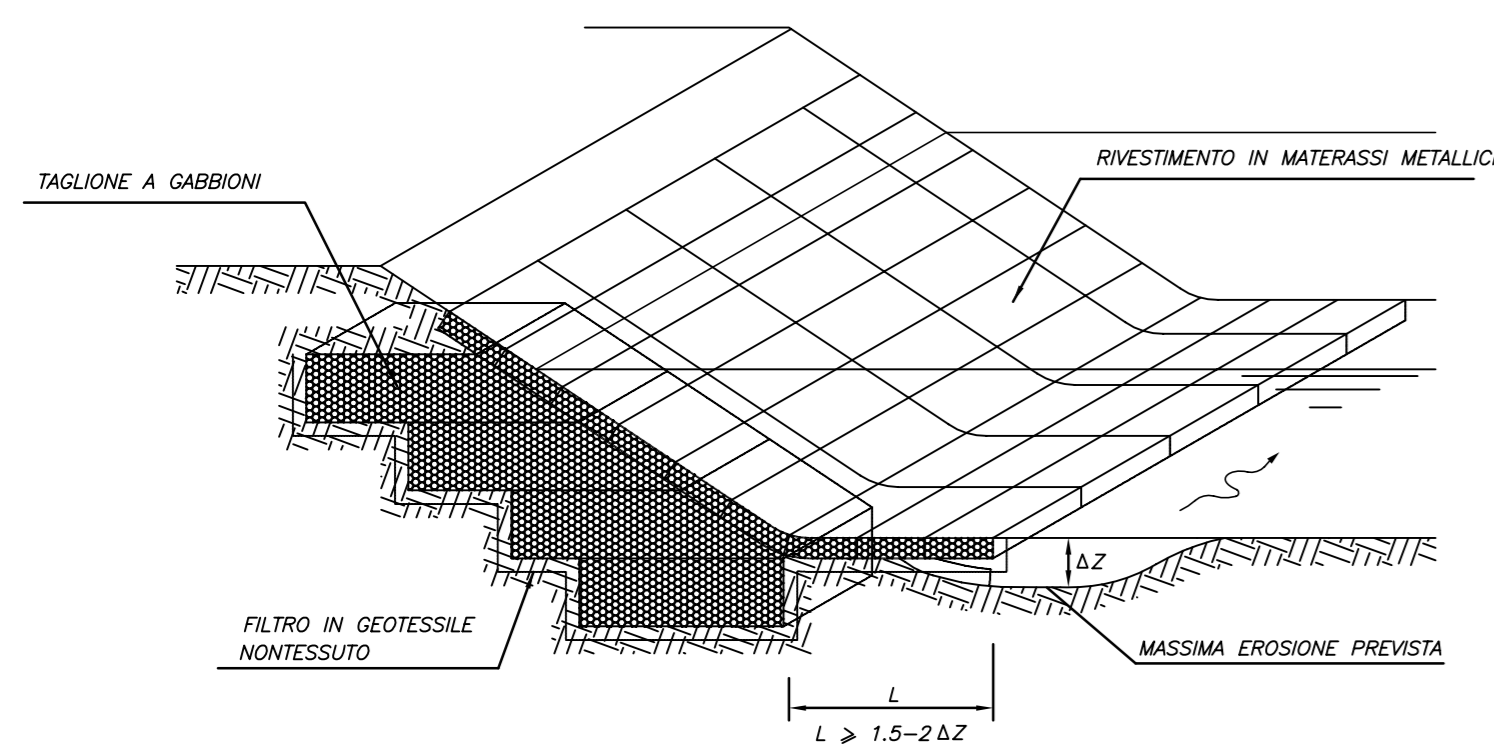 RIVESTIMENTO IN MATERASSI METALLICI
TAGLIONE A GABBIONI
ΔZ
FILTRO IN GEOTESSILE
NONTESSUTO
MASSIMA EROSIONE PREVISTA
L
L ⩾ 1.5-2 ΔZ